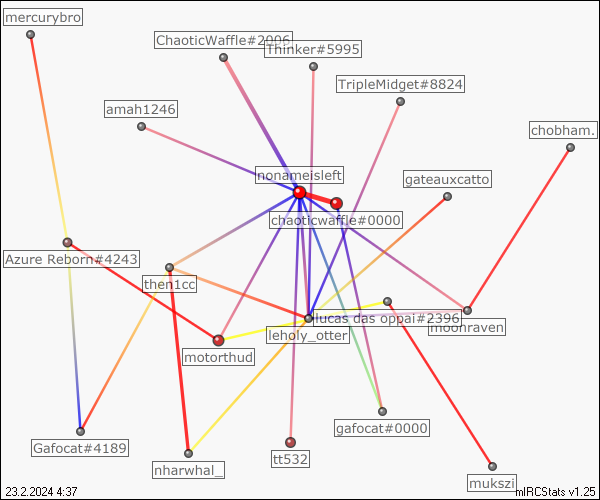 mercurybro
ChaoticWaffle#2006
Thinker#5995
TripleMidget#8824
amah1246
chobham.
nonameisleft
gateauxcatto
chaoticwaffle#0000
Azure Reborn#4243
then1cc
lucas das oppai#2396
moonraven
leholy_otter
motorthud
gafocat#0000
Gafocat#4189
tt532
nharwhal_
mukszi
23.2.2024 4:37
mIRCStats v1.25